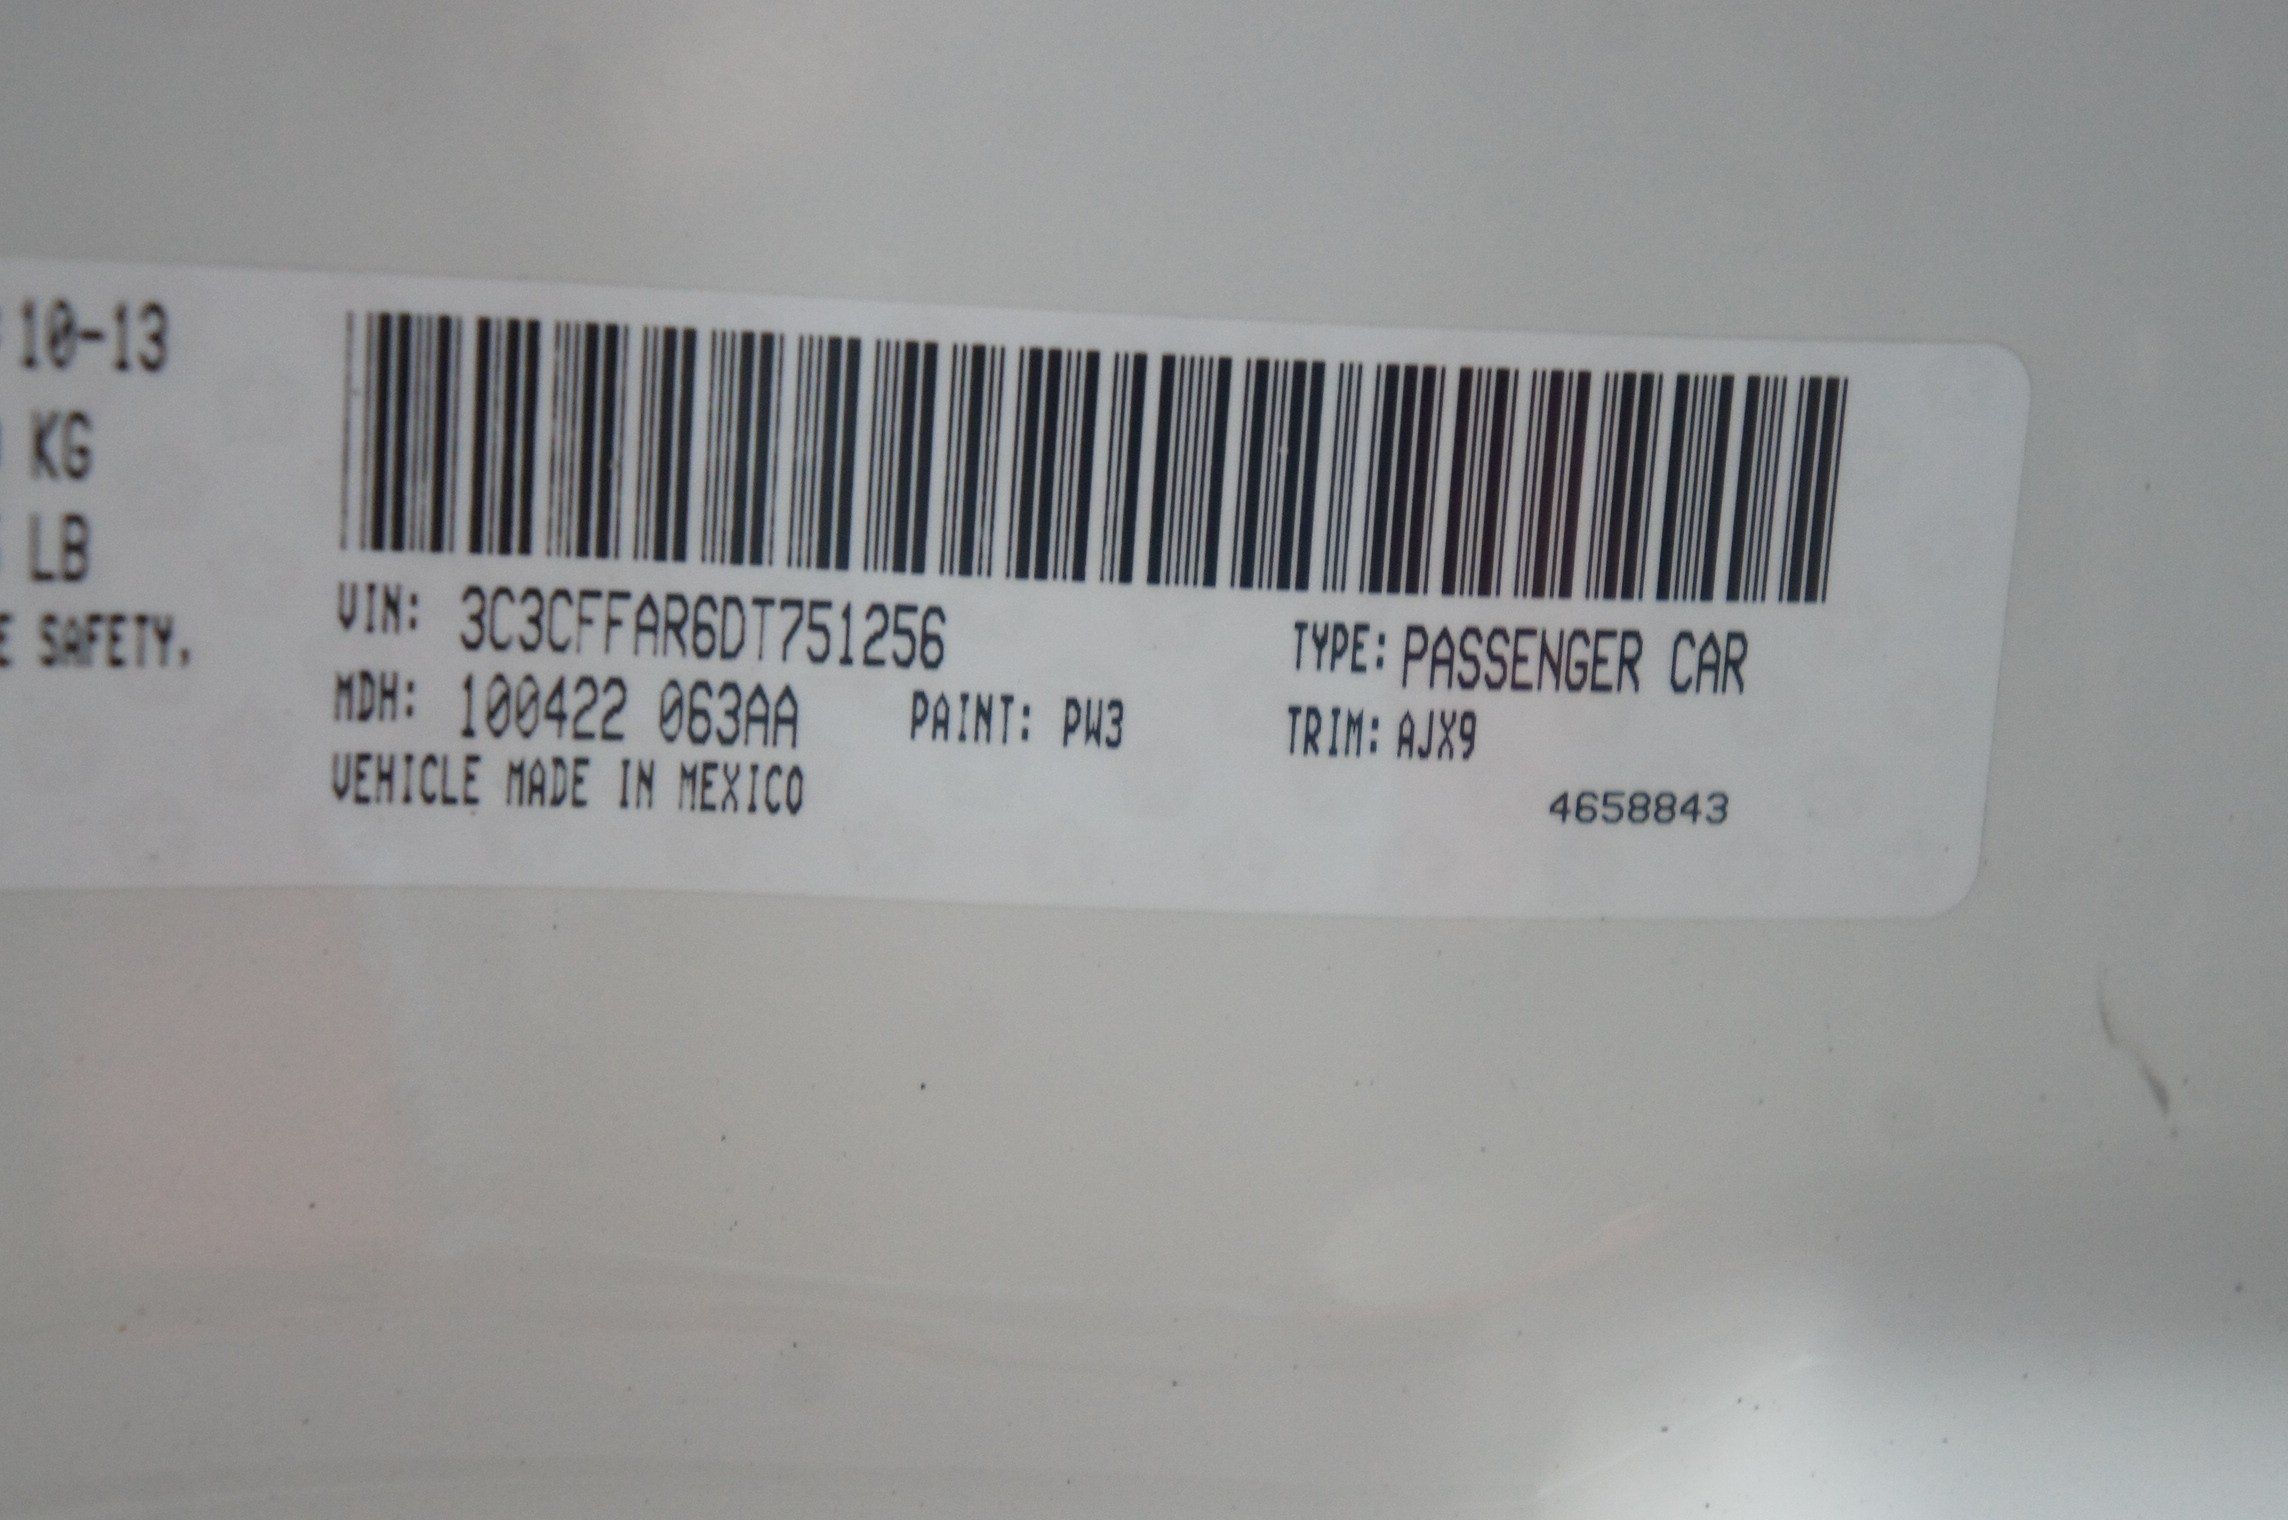 10-13
KG
LB
E SAFETY,
VIN: 3C3CFFAR6DT751256
TYPE: PASSENGER CAR
MDH: 100422 063AA
PAINT: PW3
TRIM: AJX9
VEHICLE MADE IN MEXICO
4658843